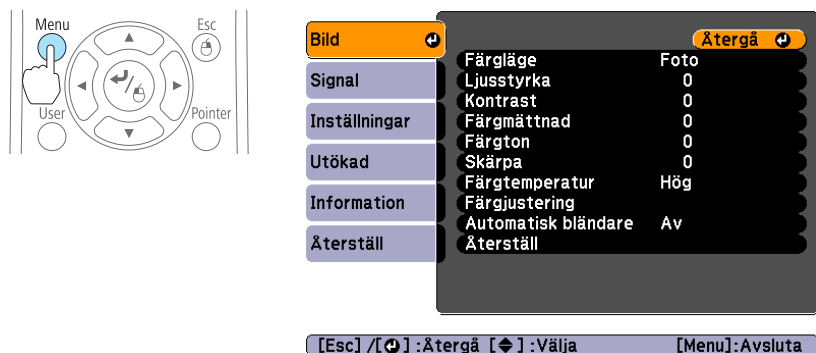 Menu
Esc
User
Pointer
Bild
Signal
Inställningar
Utökad
Information
Återställ
Återgå
Färgläge Foto
Ljusstyrka 0
Kontrast 0
Färgmättnad 0
Färgton 0
Skärpa 0
Färgtemperatur Hög
Färgjustering
Automatisk bländare Av
Återställ
[Esc] /[⏎] :Återgå [◆] :Välja [Menu]:Avsluta